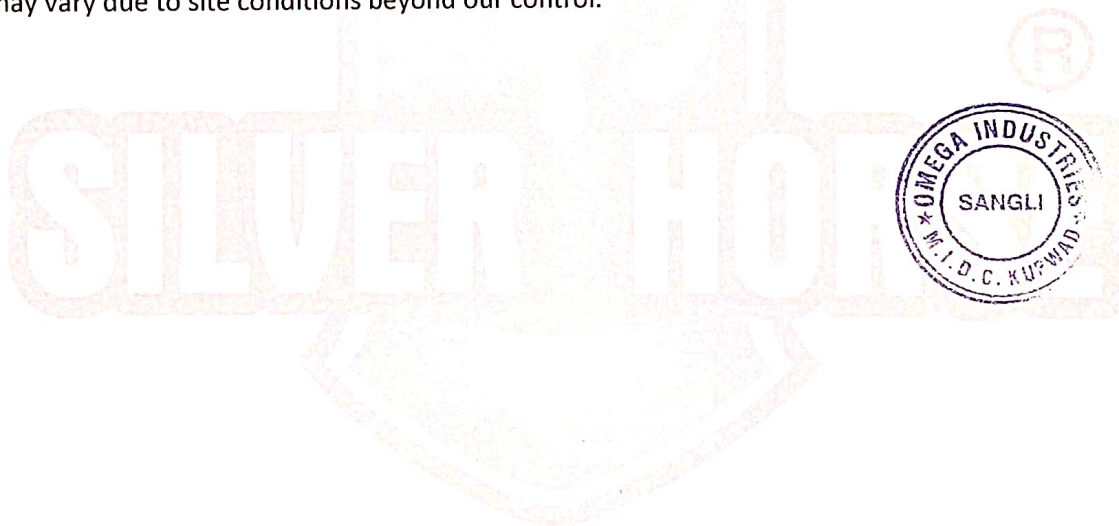 may vary due to site conditions beyond our control.
®
SILVER HOR
OMEGA INDUSTRIES
SANGLI
M.I.D.C. KUPWAD